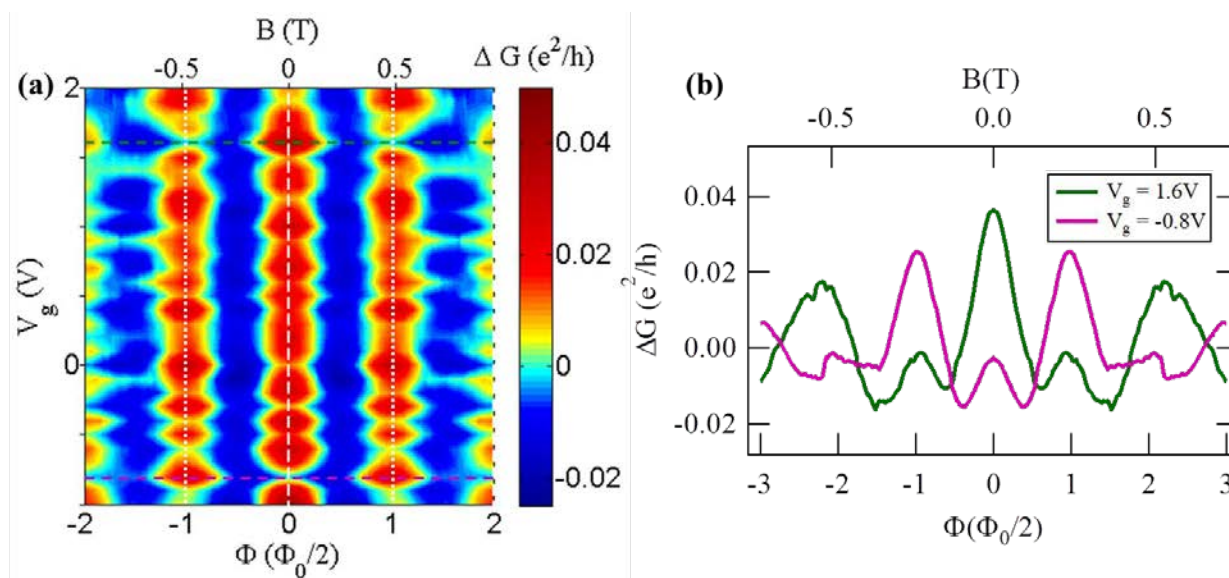 (a)
B (T)
-0.5 0 0.5
Δ G (e²/h)
2
0
V_g (V)
-2 -1 0 1 2
Φ (Φ₀/2)
0.04
0.02
0
-0.02
(b)
B(T)
-0.5 0.0 0.5
V_g = 1.6V
V_g = -0.8V
0.04
0.02
0.00
-0.02
ΔG (e²/h)
-3 -2 -1 0 1 2 3
Φ(Φ₀/2)